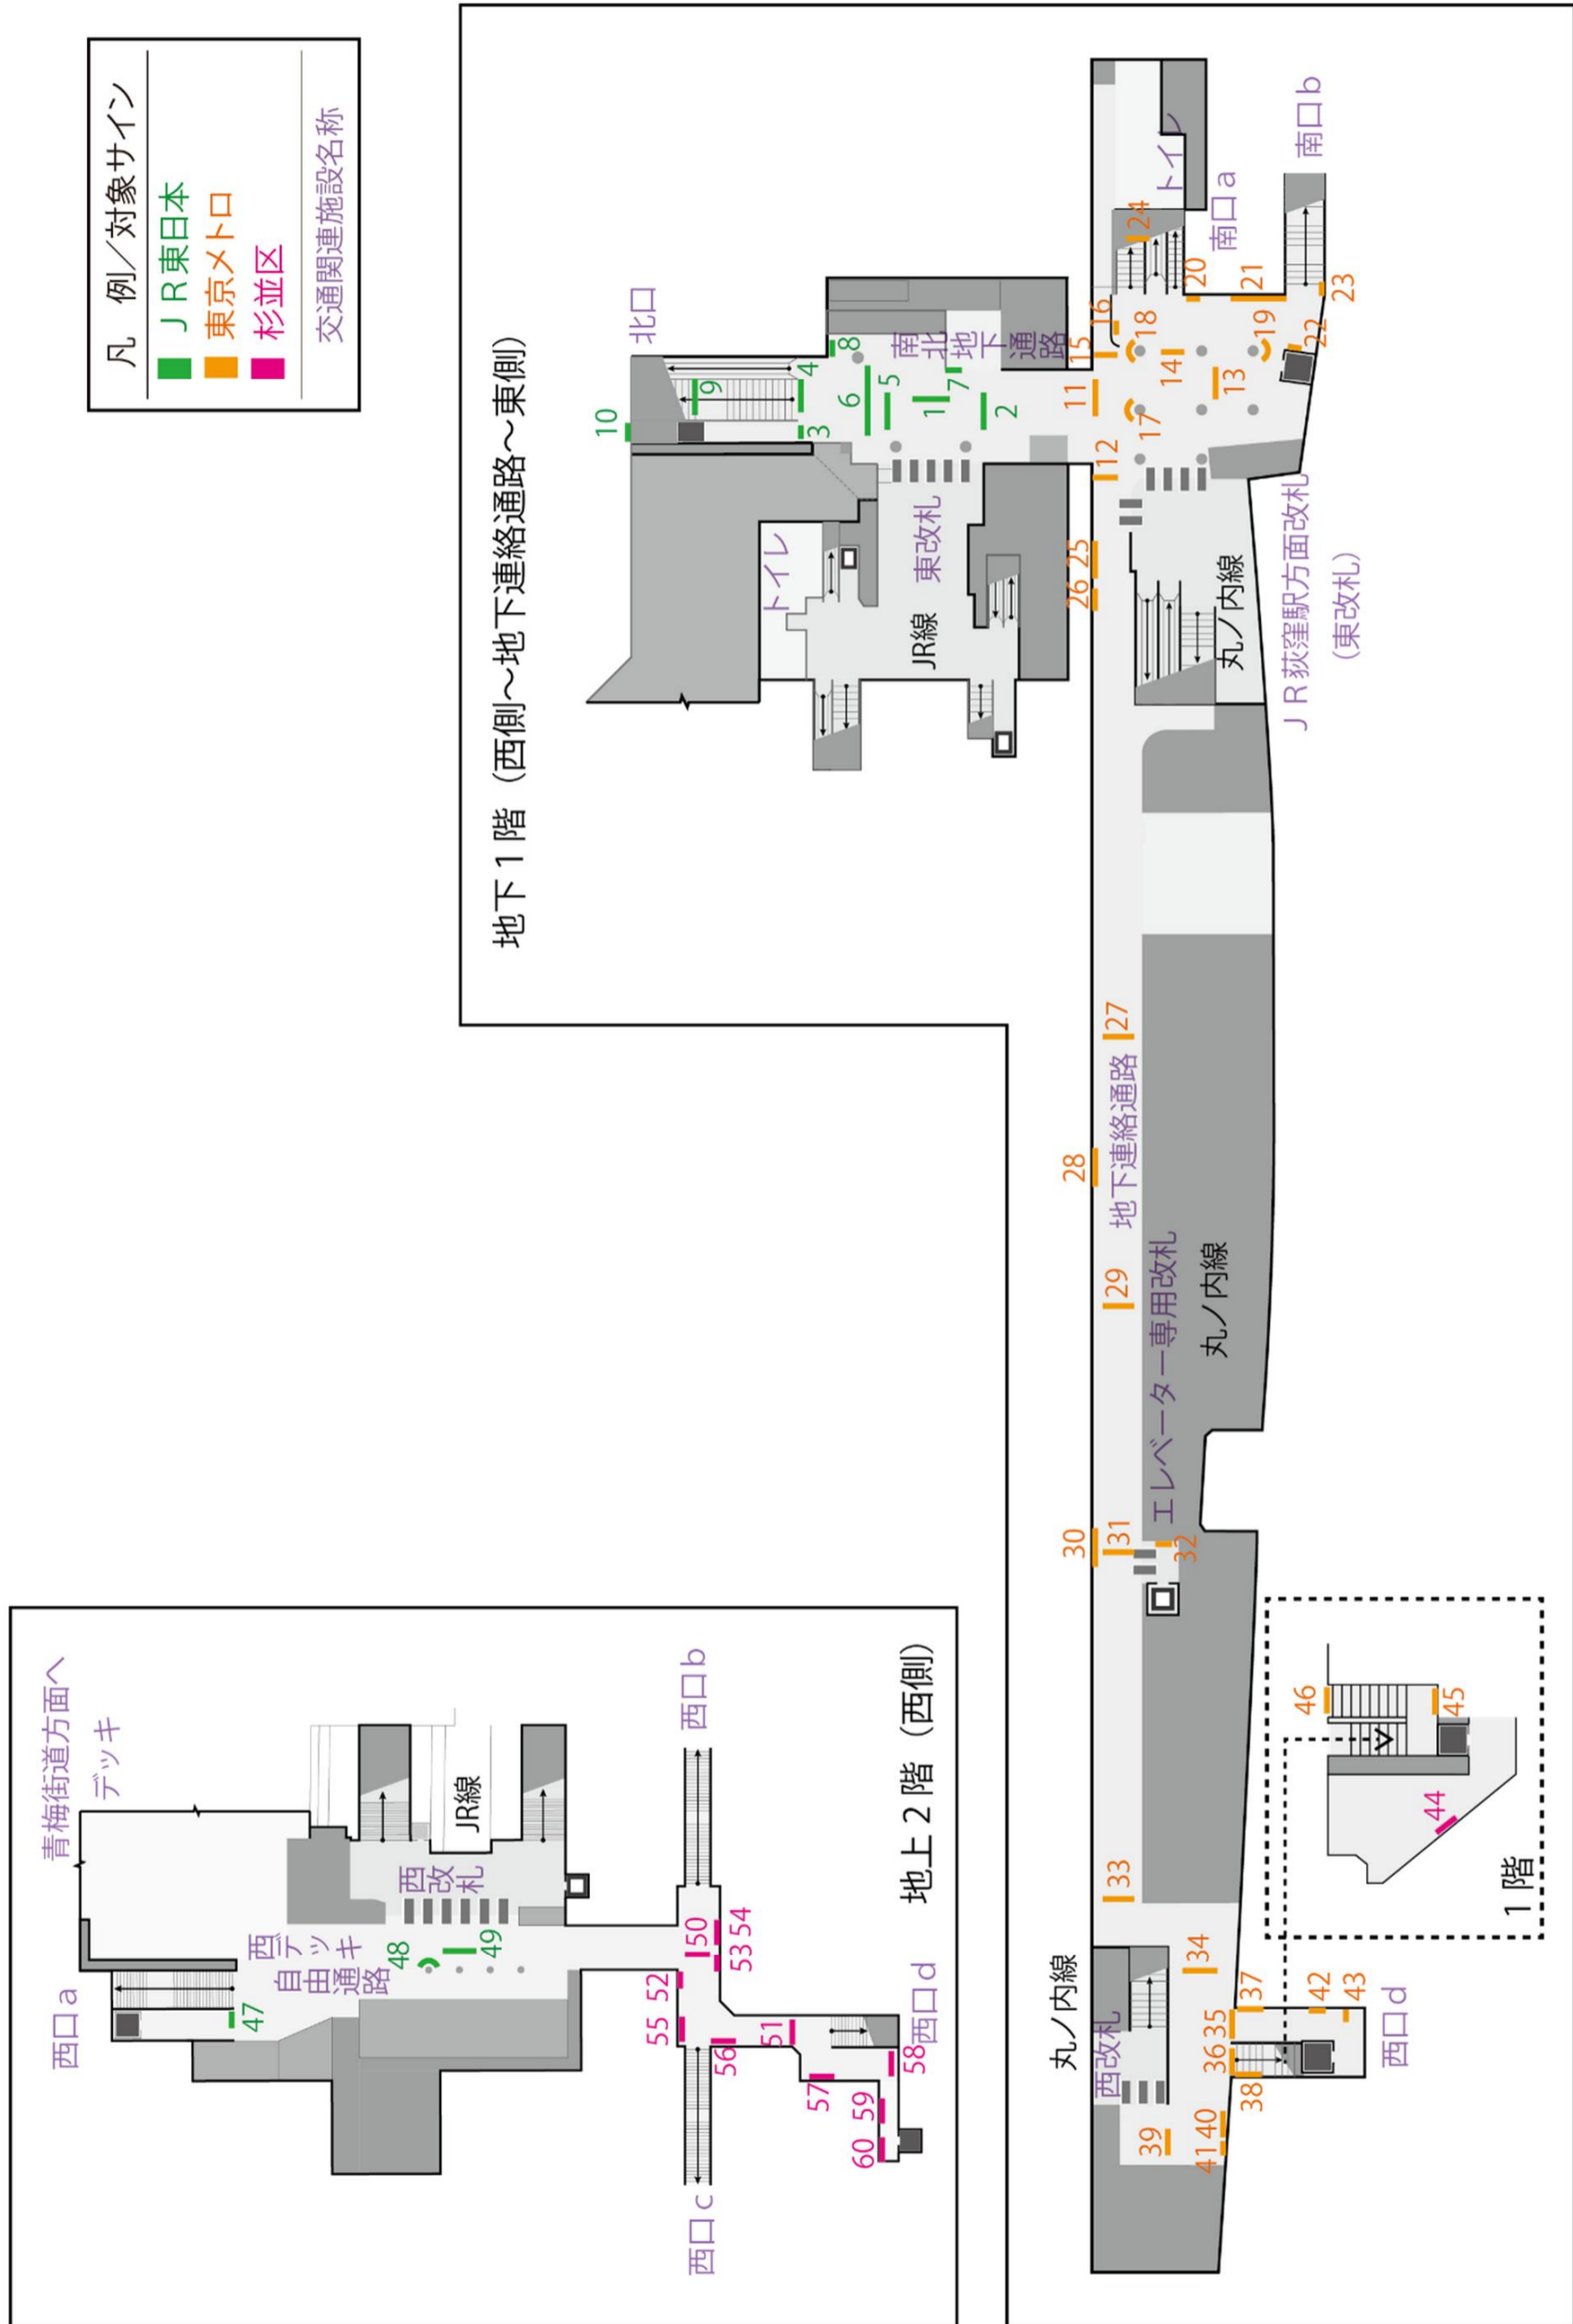 凡　例／対象サイン
ＪＲ東日本
東京メトロ
杉並区
交通関連施設名称
青梅街道方面へ
デッキ
西口ａ
47
西デッキ
自由通路
48
49
西改札
JR線
52
55
50
53
54
56
51
57
58
59
60
西口ｂ
西口ｃ
西口ｄ
地上２階（西側）
地下１階（西側～地下連絡通路～東側）
北口
10
9
3
4
8
6
5
1
7
2
南北地下通路
トイレ
東改札
JR線
11
12
15
16
17
18
14
13
19
20
21
22
23
24
トイレ
南口ａ
南口ｂ
25
26
丸ノ内線
ＪＲ荻窪駅方面改札
（東改札）
27
地下連絡通路
28
29
エレベーター専用改札
丸ノ内線
30
31
32
33
34
丸ノ内線
西改札
35
36
37
38
39
40
41
42
43
西口ｄ
46
45
44
１階